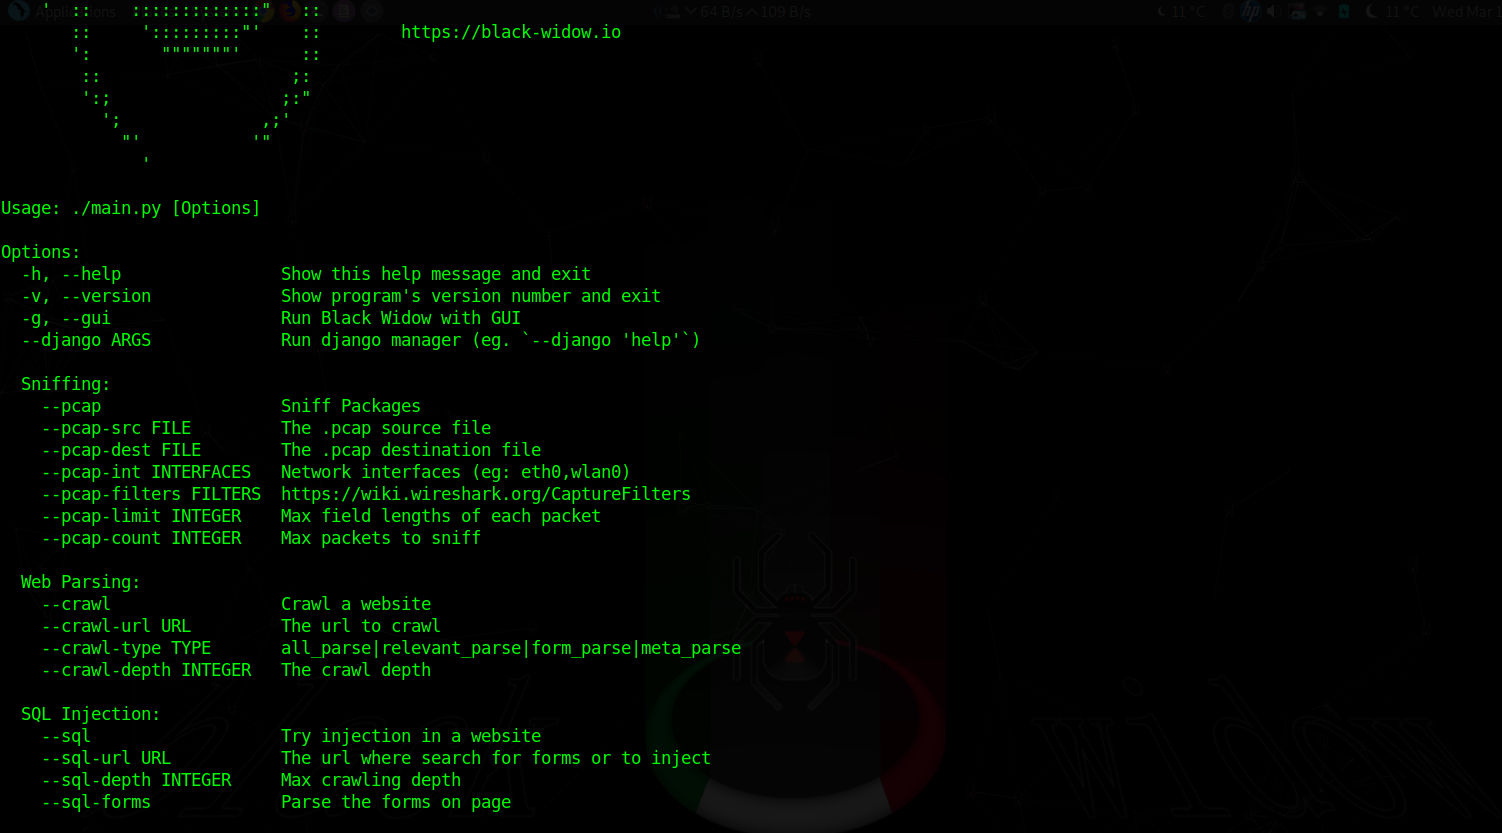 Applications 64 B/s 109 B/s 11 °C hp 11 °C Wed Mar 1
' :: :::::::::::::" ::
:: ':::::::::"' :: https://black-widow.io
': """""""' ::
:: ;:
':; ;:"
'; ,;'
"' '"
'
Usage: ./main.py [Options]
Options:
-h, --help Show this help message and exit
-v, --version Show program's version number and exit
-g, --gui Run Black Widow with GUI
--django ARGS Run django manager (eg. `--django 'help'`)
Sniffing:
--pcap Sniff Packages
--pcap-src FILE The .pcap source file
--pcap-dest FILE The .pcap destination file
--pcap-int INTERFACES Network interfaces (eg: eth0,wlan0)
--pcap-filters FILTERS https://wiki.wireshark.org/CaptureFilters
--pcap-limit INTEGER Max field lengths of each packet
--pcap-count INTEGER Max packets to sniff
Web Parsing:
--crawl Crawl a website
--crawl-url URL The url to crawl
--crawl-type TYPE all_parse|relevant_parse|form_parse|meta_parse
--crawl-depth INTEGER The crawl depth
SQL Injection:
--sql Try injection in a website
--sql-url URL The url where search for forms or to inject
--sql-depth INTEGER Max crawling depth
--sql-forms Parse the forms on page